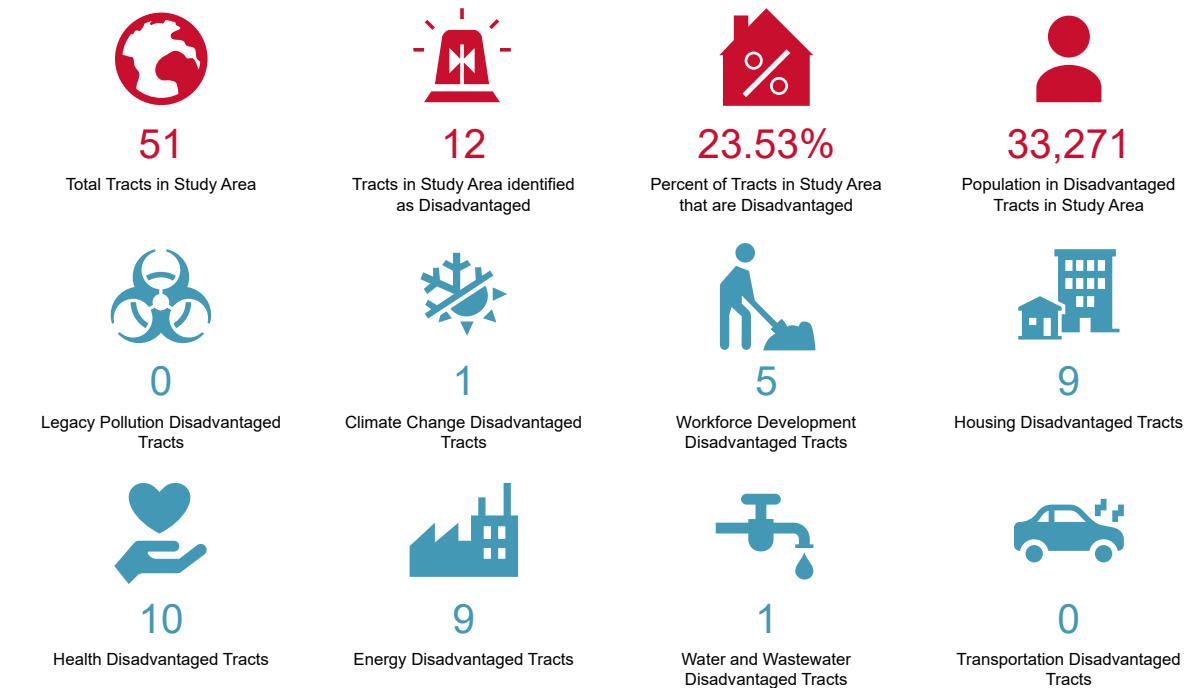 51
Total Tracts in Study Area
12
Tracts in Study Area identified
as Disadvantaged
23.53%
Percent of Tracts in Study Area
that are Disadvantaged
33,271
Population in Disadvantaged
Tracts in Study Area
0
Legacy Pollution Disadvantaged
Tracts
1
Climate Change Disadvantaged
Tracts
5
Workforce Development
Disadvantaged Tracts
9
Housing Disadvantaged Tracts
10
Health Disadvantaged Tracts
9
Energy Disadvantaged Tracts
1
Water and Wastewater
Disadvantaged Tracts
0
Transportation Disadvantaged
Tracts